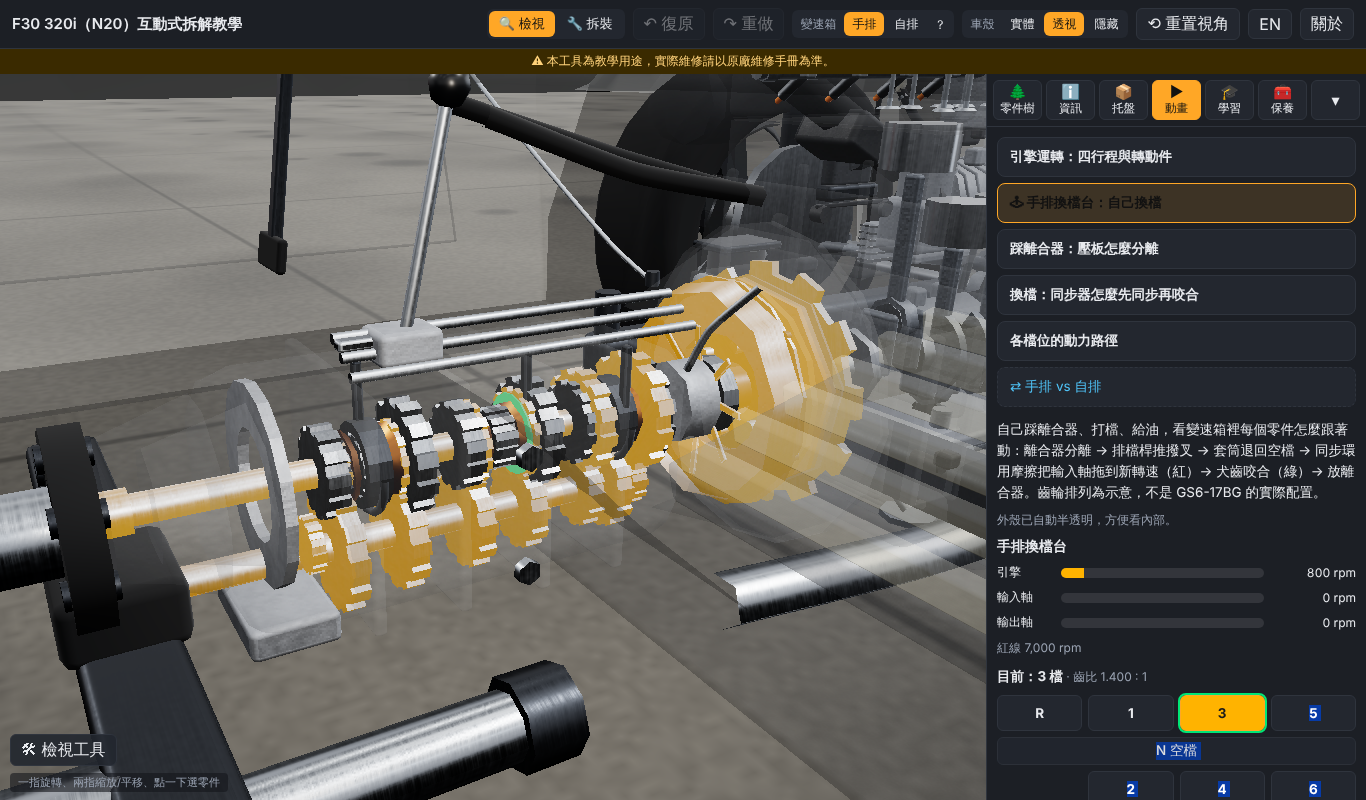 F30 320i（N20）互動式拆解教學
🔍 檢視 🔧 拆裝 ↶ 復原 ↷ 重做 變速箱 手排 自排 ? 車殼 實體 透視 隱藏 ⟲ 重置視角 EN 關於
⚠ 本工具為教學用途，實際維修請以原廠維修手冊為準。
零件樹 資訊 托盤 動畫 學習 保養 ▼
引擎運轉：四行程與轉動件
🕹 手排換檔台：自己換檔
踩離合器：壓板怎麼分離
換檔：同步器怎麼先同步再咬合
各檔位的動力路徑
⇄ 手排 vs 自排
自己踩離合器、打檔、給油，看變速箱裡每個零件怎麼跟著
動：離合器分離 → 排檔桿推撥叉 → 套筒退回空檔 → 同步環
用摩擦把輸入軸拖到新轉速（紅）→ 犬齒咬合（綠）→ 放離
合器。齒輪排列為示意，不是 GS6-17BG 的實際配置。
外殼已自動半透明，方便看內部。
手排換檔台
引擎 800 rpm
輸入軸 0 rpm
輸出軸 0 rpm
紅線 7,000 rpm
目前：3 檔 · 齒比 1.400 : 1
R 1 3 5
N 空檔
2 4 6
🛠 檢視工具
一指旋轉、兩指縮放/平移、點一下選零件